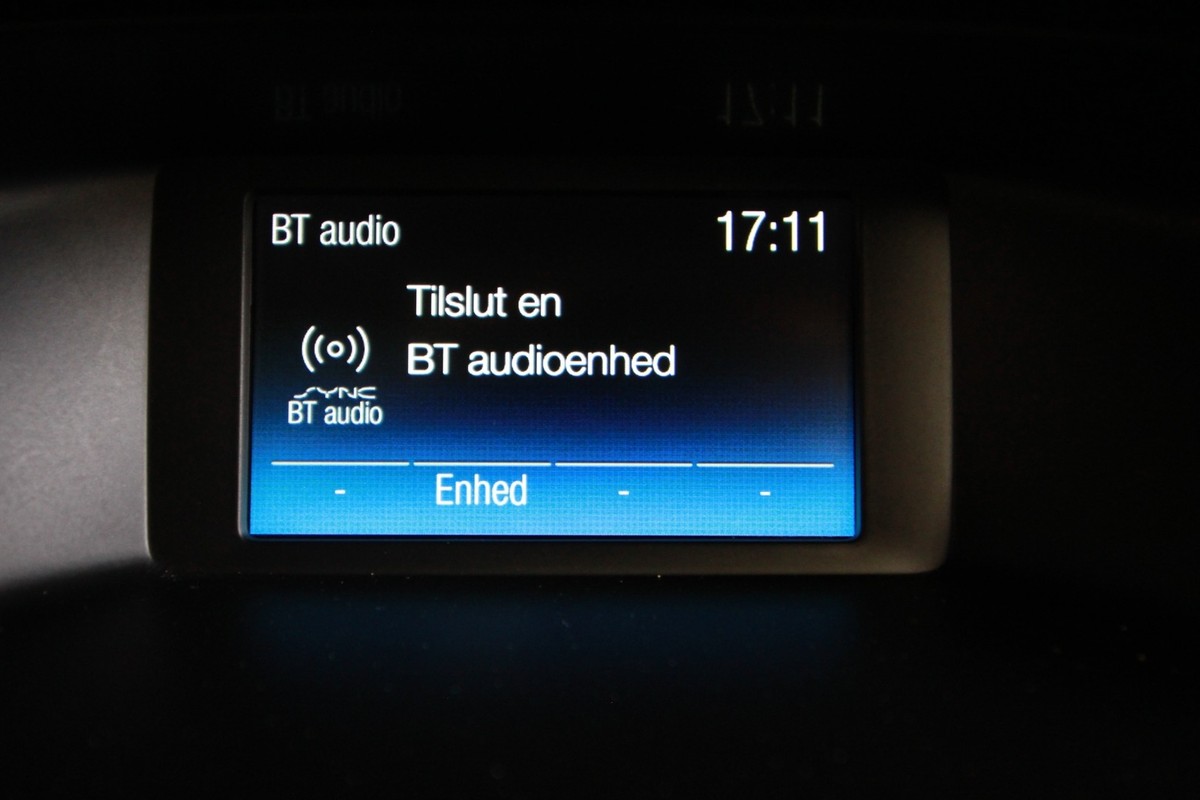 BT audio
17:11
Tilslut en
BT audioenhed
SYNC
BT audio
- Enhed - -